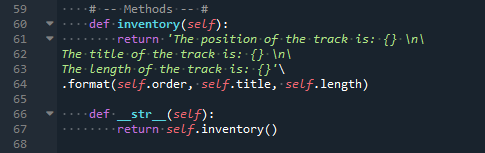 59     # -- Methods -- #
60     def inventory(self):
61         return 'The position of the track is: {} \n\
62 The title of the track is: {} \n\
63 The length of the track is: {}'\
64 .format(self.order, self.title, self.length)
65
66     def __str__(self):
67         return self.inventory()
68